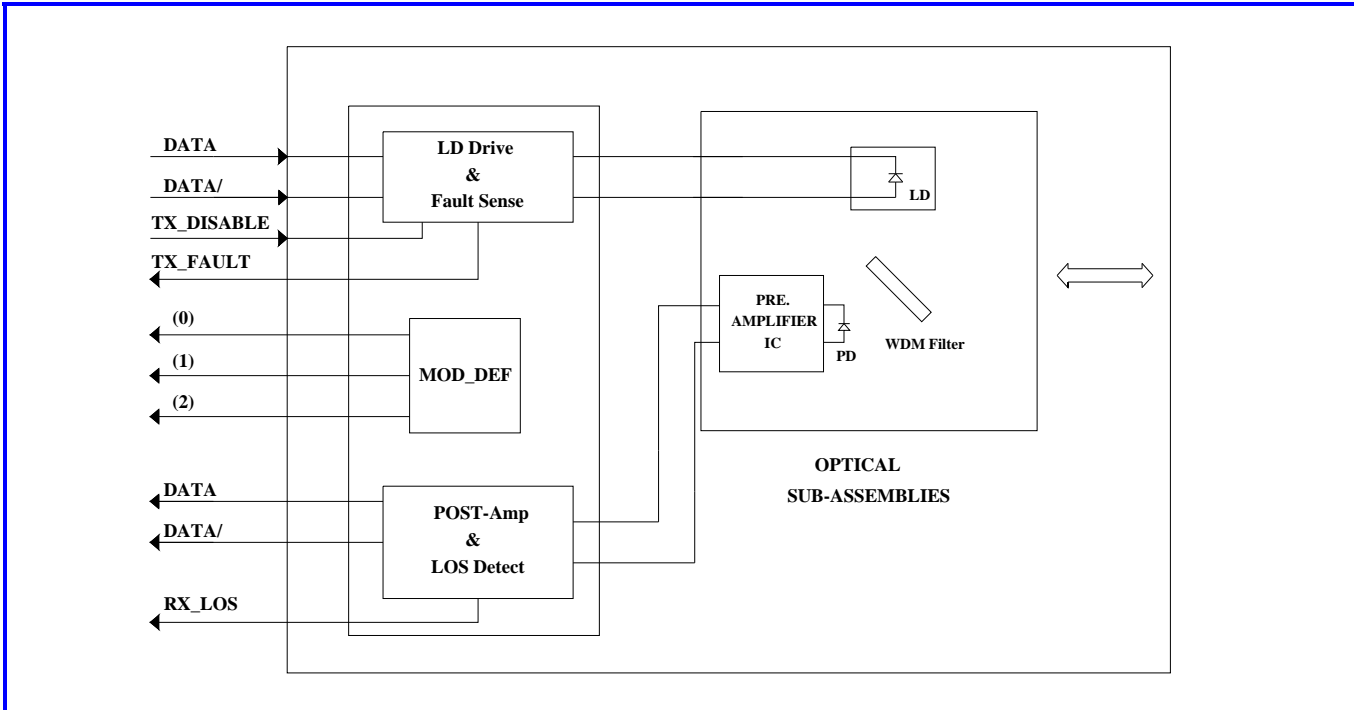 DATA
DATA/
TX_DISABLE
TX_FAULT
(0)
(1)
(2)
DATA
DATA/
RX_LOS
LD Drive
&
Fault Sense
MOD_DEF
POST-Amp
&
LOS Detect
LD
PRE.
AMPLIFIER
IC
PD
WDM Filter
OPTICAL
SUB-ASSEMBLIES